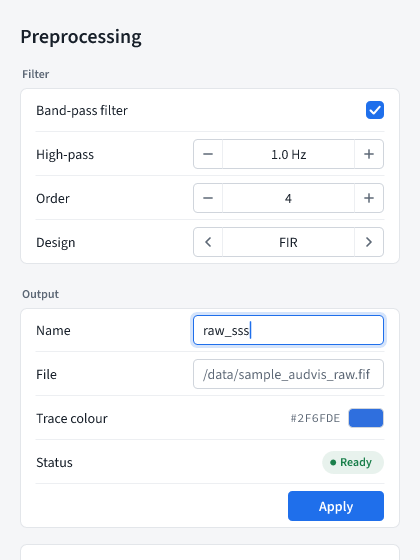 Preprocessing
Filter
Band-pass filter
High-pass 1.0 Hz
Order 4
Design FIR
Output
Name raw_sss
File /data/sample_audvis_raw.fif
Trace colour #2F6FDE
Status Ready
Apply